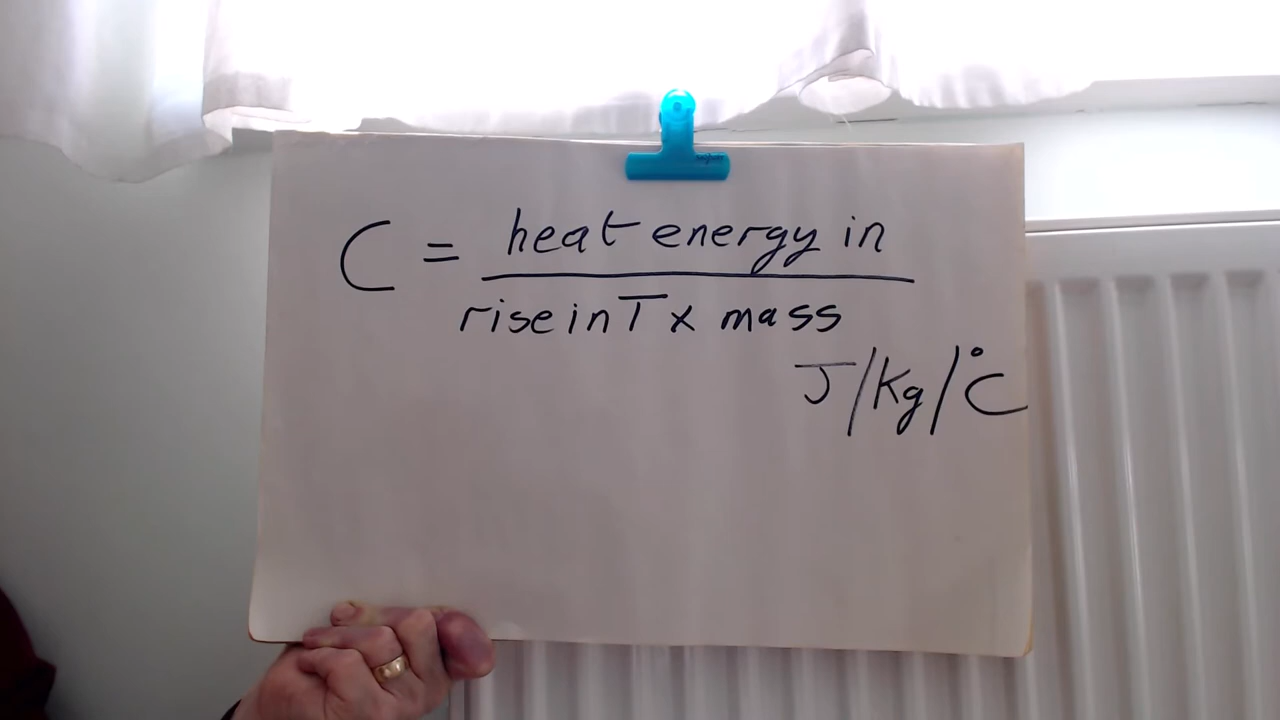 C = heat energy in
rise in T x mass
J/Kg/°C